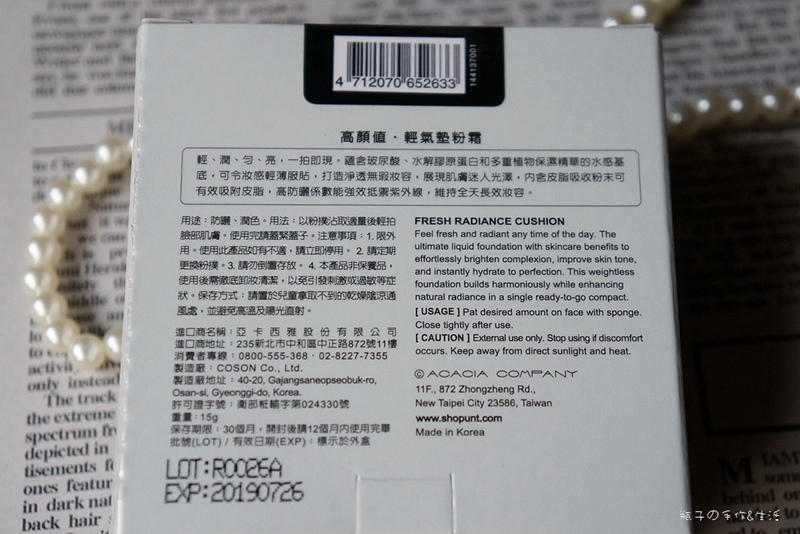 4 712070 652633
144137001
高顏值．輕氣墊粉霜
輕、潤、勻、亮，一拍即現。蘊含玻尿酸、水解膠原蛋白和多重植物保濕精華的水感基
底，可令妝感輕薄服貼，打造淨透無瑕妝容，展現肌膚迷人光澤，內含皮脂吸收粉末可
有效吸附皮脂，高防曬係數能強效抵禦紫外線，維持全天長效妝容。
用途：防曬、潤色。用法：以粉撲沾取適量後輕拍
臉部肌膚。使用完請蓋緊蓋子。注意事項：1. 限外
用。使用此產品如有不適，請立即停用。 2. 請定期
更換粉撲。3. 請勿倒置存放。 4. 本產品非保養品，
使用後需徹底卸妝清潔，以免引發刺激或過敏等症
狀。保存方式：請置於兒童拿取不到的乾燥陰涼通
風處，並避免高溫及陽光直射。
進口商名稱：亞卡西雅股份有限公司
進口商地址：235新北市中和區中正路872號11樓
消費者專線：0800-555-368．02-8227-7355
製造廠：COSON Co., Ltd.
製造廠地址：40-20, Gajangsaneopseobuk-ro,
Osan-si, Gyeonggi-do, Korea.
許可證字號：衛部粧輸字第024330號
重量：15g
保存期限：30個月，開封後請12個月內使用完畢
批號(LOT) / 有效日期(EXP)：標示於外盒
LOT:R0026A
EXP:20190726
FRESH RADIANCE CUSHION
Feel fresh and radiant any time of the day. The
ultimate liquid foundation with skincare benefits to
effortlessly brighten complexion, improve skin tone,
and instantly hydrate to perfection. This weightless
foundation builds harmoniously while enhancing
natural radiance in a single ready-to-go compact.
[ USAGE ] Pat desired amount on face with sponge.
Close tightly after use.
[ CAUTION ] External use only. Stop using if discomfort
occurs. Keep away from direct sunlight and heat.
© ACACIA COMPANY
11F., 872 Zhongzheng Rd.,
New Taipei City 23586, Taiwan
www.shopunt.com
Made in Korea
only instead
The track
the extreme
spectrum fr
depicted in
tisements f
ones featur
in dark nat
back hair
瓶子の手作&生活